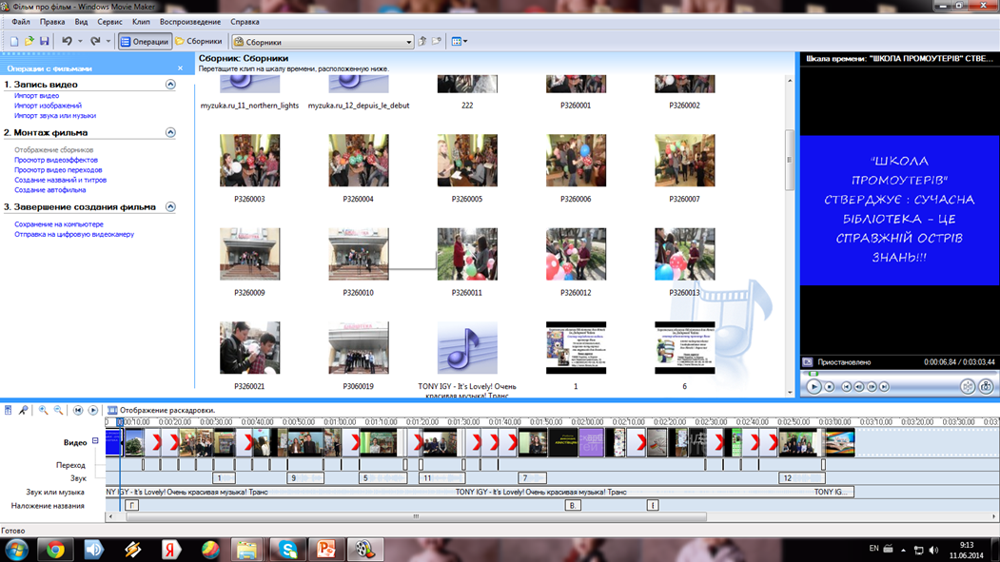 Фільм про фільм - Windows Movie Maker
Файл Правка Вид Сервис Клип Воспроизведение Справка
Операции Сборники Сборники
Операции с фильмами
1. Запись видео
Импорт видео
Импорт изображений
Импорт звука или музыки
2. Монтаж фильма
Отображение сборников
Просмотр видеоэффектов
Просмотр видео переходов
Создание названий и титров
Создание автофильма
3. Завершение создания фильма
Сохранение на компьютере
Отправка на цифровую видеокамеру
Сборник: Сборники
Перетащите клип на шкалу времени, расположенную ниже.
myzuka.ru_11_northern_lights myzuka.ru_12_depuis_le_debut 222 P3260001 P3260002
P3260003 P3260004 P3260005 P3260006 P3260007
P3260009 P3260010 P3260011 P3260012 P3260013
P3260021 P3060019 TONY IGY - It's Lovely! Очень 1 6
красивая музыка! Транс
Шкала времени: "ШКОЛА ПРОМОУТЕРІВ" СТВЕ...
"ШКОЛА
ПРОМОУТЕРІВ"
СТВЕРДЖУЄ : СУЧАСНА
БІБЛІОТЕКА - ЦЕ
СПРАВЖНІЙ ОСТРІВ
ЗНАНЬ!!!
Приостановлено 0:00:06,84 / 0:03:03,44
Отображение раскадровки.
0:00:10,00 0:00:20,00 0:00:30,00 0:00:40,00 0:00:50,00 0:01:00,00 0:01:10,00 0:01:20,00 0:01:30,00 0:01:40,00 0:01:50,00 0:02:00,00 0:02:10,00 0:02:20,00 0:02:30,00 0:02:40,00 0:02:50,00 0:03:00,00 0:03:10,00 0:03:20,00 0:03:30,00 0:03:40,00
Видео
Переход
Звук 1 9 5 11 7 12
Звук или музыка NY IGY - It's Lovely! Очень красивая музыка! Транс TONY IGY - It's Lovely! Очень красивая музыка! Транс TONY IG...
Наложение названия В.
Готово
EN 9:13
11.06.2014